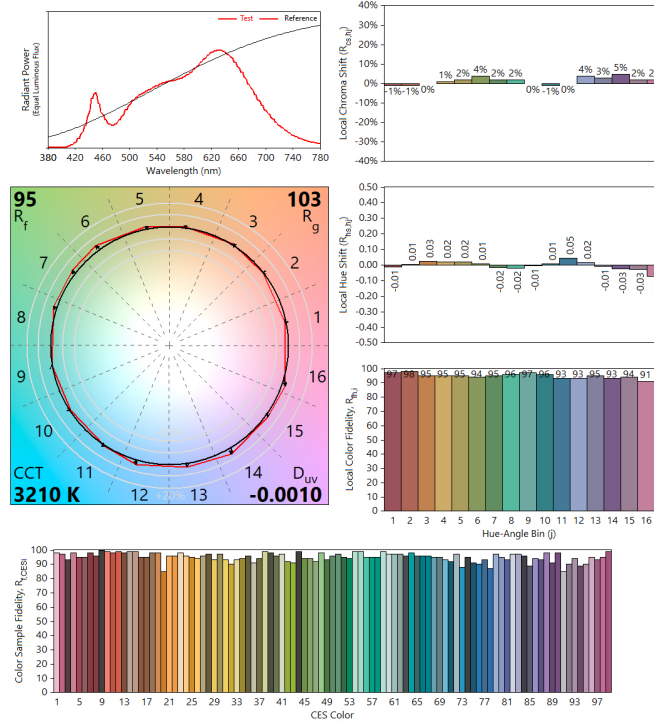 Radiant Power
(Equal Luminous Flux)
Test
Reference
380 420 460 500 540 580 620 660 700 740 780
Wavelength (nm)
Local Chroma Shift (Rcs,hj)
40%
30%
20%
10%
0%
-10%
-20%
-30%
-40%
-1% -1% 0% 1% 2% 4% 2% 2% 0% -1% 0% 4% 3% 5% 2%
95
Rf
103
Rg
1
2
3
4
5
6
7
8
9
10
11
12
13
14
15
16
+20%
CCT
3210 K
Duv
-0.0010
Local Hue Shift (Rhs,hj)
0.50
0.40
0.30
0.20
0.10
0.00
-0.10
-0.20
-0.30
-0.40
-0.50
-0.01 0.01 0.03 0.02 0.02 0.01 -0.02 -0.02 -0.01 0.01 0.05 0.02 -0.01 -0.03 -0.03
Local Color Fidelity, Rfh,i
100
90
80
70
60
50
40
30
20
10
0
97 98 95 95 95 94 95 96 97 96 93 93 95 93 94 91
1 2 3 4 5 6 7 8 9 10 11 12 13 14 15 16
Hue-Angle Bin (j)
Color Sample Fidelity, Rf,CESi
100
90
80
70
60
50
40
30
20
10
0
1 5 9 13 17 21 25 29 33 37 41 45 49 53 57 61 65 69 73 77 81 85 89 93 97
CES Color